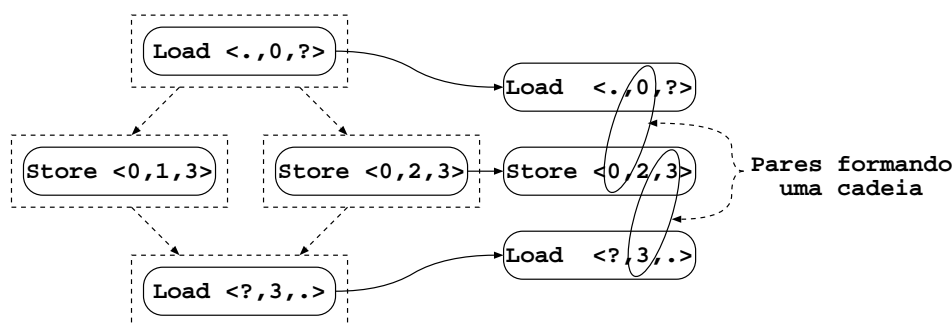 Load <.,0,?>
Load <.,0,?>
Store <0,1,3>
Store <0,2,3>
Store <0,2,3>
Pares formando
uma cadeia
Load <?,3,.>
Load <?,3,.>